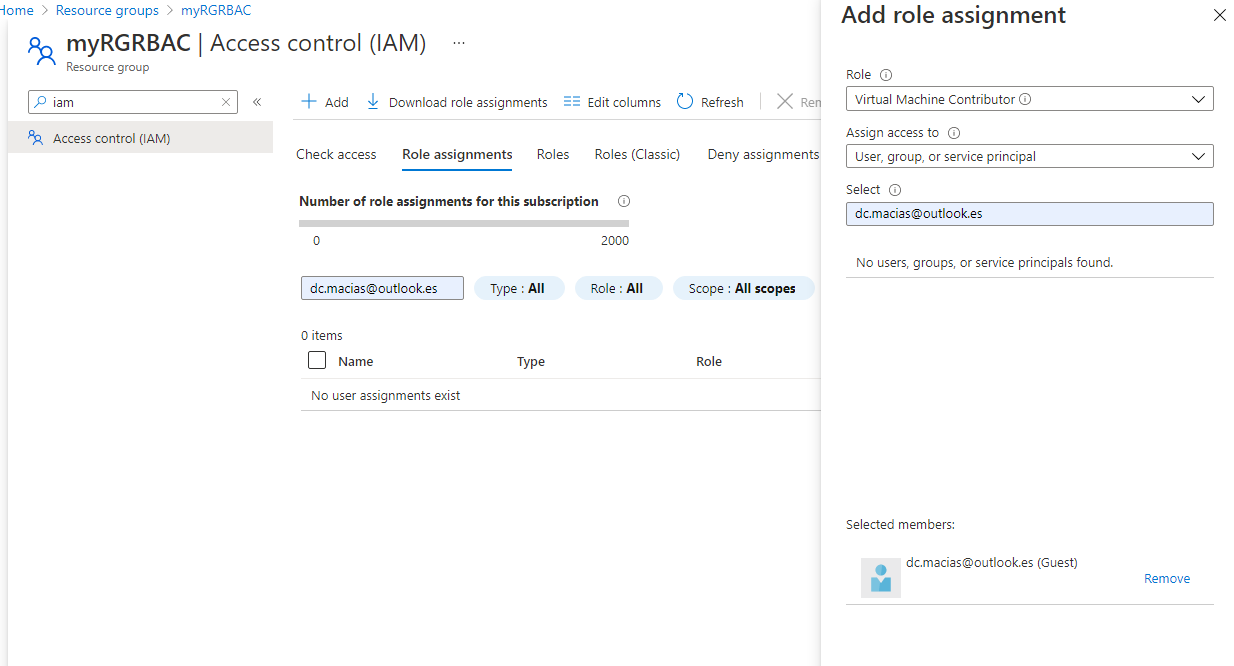 Home > Resource groups > myRGRBAC
myRGRBAC | Access control (IAM) ...
Resource group
iam
Access control (IAM)
Add Download role assignments Edit columns Refresh Rem
Check access Role assignments Roles Roles (Classic) Deny assignments
Number of role assignments for this subscription
0 2000
dc.macias@outlook.es Type : All Role : All Scope : All scopes
0 items
Name Type Role
No user assignments exist
Add role assignment
Role
Virtual Machine Contributor
Assign access to
User, group, or service principal
Select
dc.macias@outlook.es
No users, groups, or service principals found.
Selected members:
dc.macias@outlook.es (Guest)
Remove